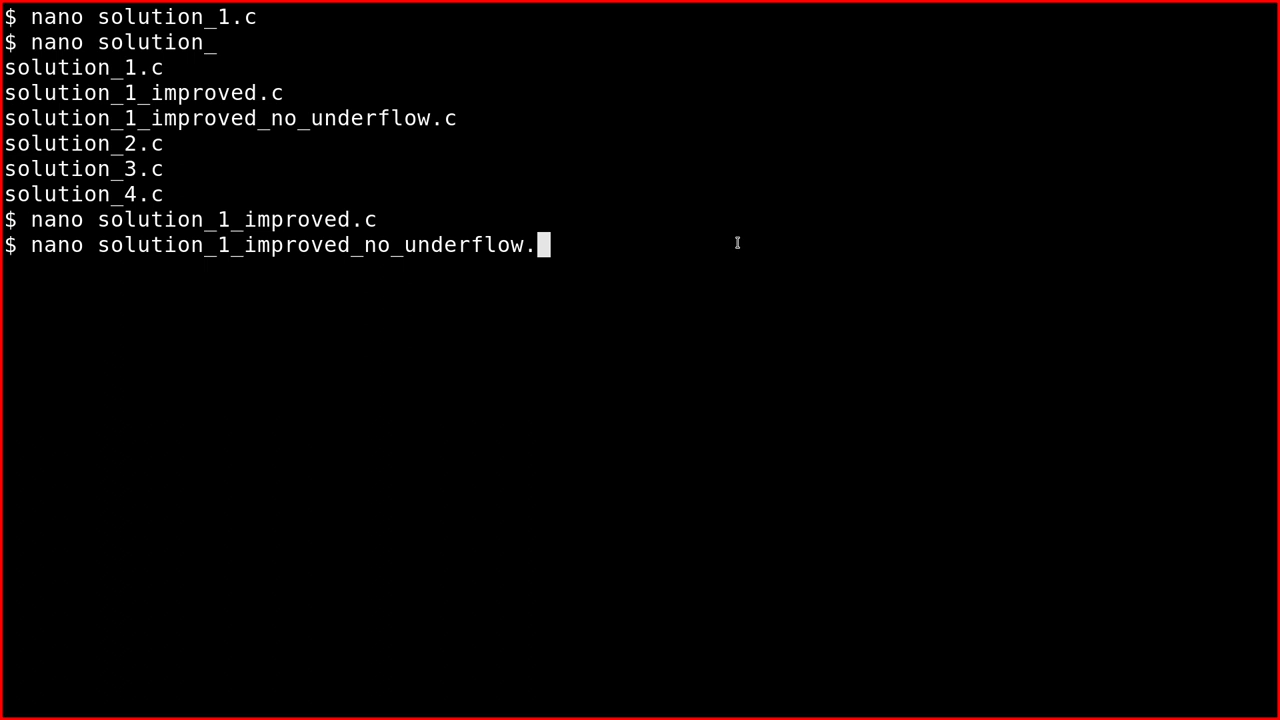 $ nano solution_1.c
$ nano solution_
solution_1.c
solution_1_improved.c
solution_1_improved_no_underflow.c
solution_2.c
solution_3.c
solution_4.c
$ nano solution_1_improved.c
$ nano solution_1_improved_no_underflow.